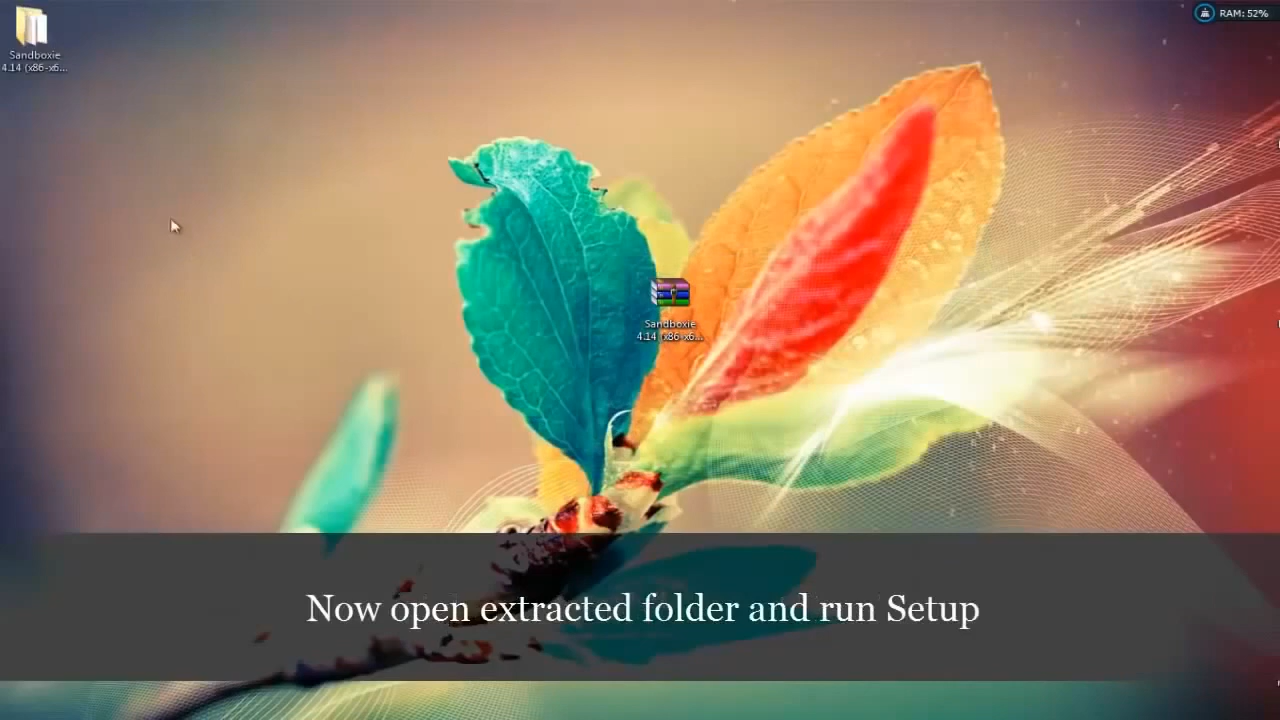 Sandboxie
4.14 (x86-x6...
RAM: 52%
Sandboxie
4.14 (x86-x6...
Now open extracted folder and run Setup